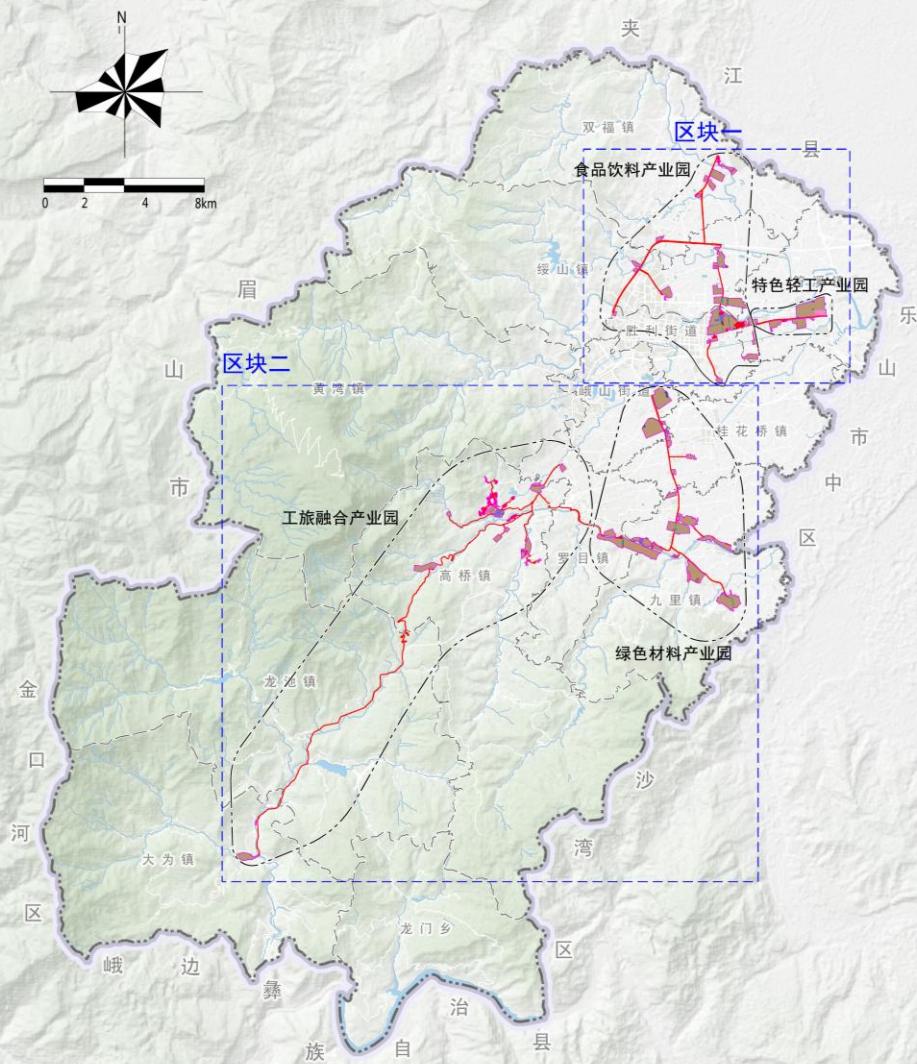 N
0 2 4 8km
夹江县
双福镇
区块一
食品饮料产业园
绥山镇
特色轻工产业园
胜利街道
眉山市
乐山市中区
区块二
黄湾镇
峨山街道
桂花桥镇
工旅融合产业园
高桥镇
罗目镇
九里镇
绿色材料产业园
龙池镇
金口河区
沙湾区
大为镇
龙门乡
峨边彝族自治县